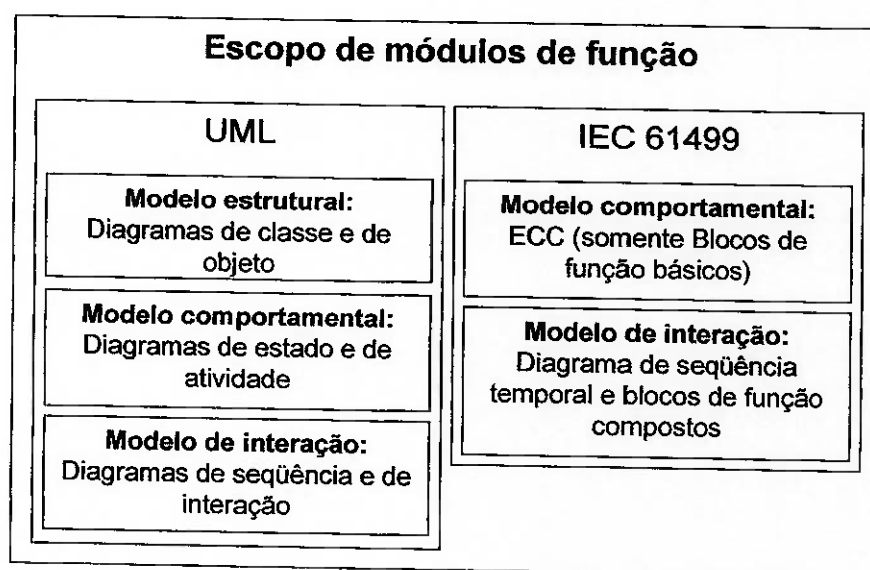 Escopo de módulos de função
UML
Modelo estrutural:
Diagramas de classe e de
objeto
Modelo comportamental:
Diagramas de estado e de
atividade
Modelo de interação:
Diagramas de seqüência e de
interação
IEC 61499
Modelo comportamental:
ECC (somente Blocos de
função básicos)
Modelo de interação:
Diagrama de seqüência
temporal e blocos de função
compostos